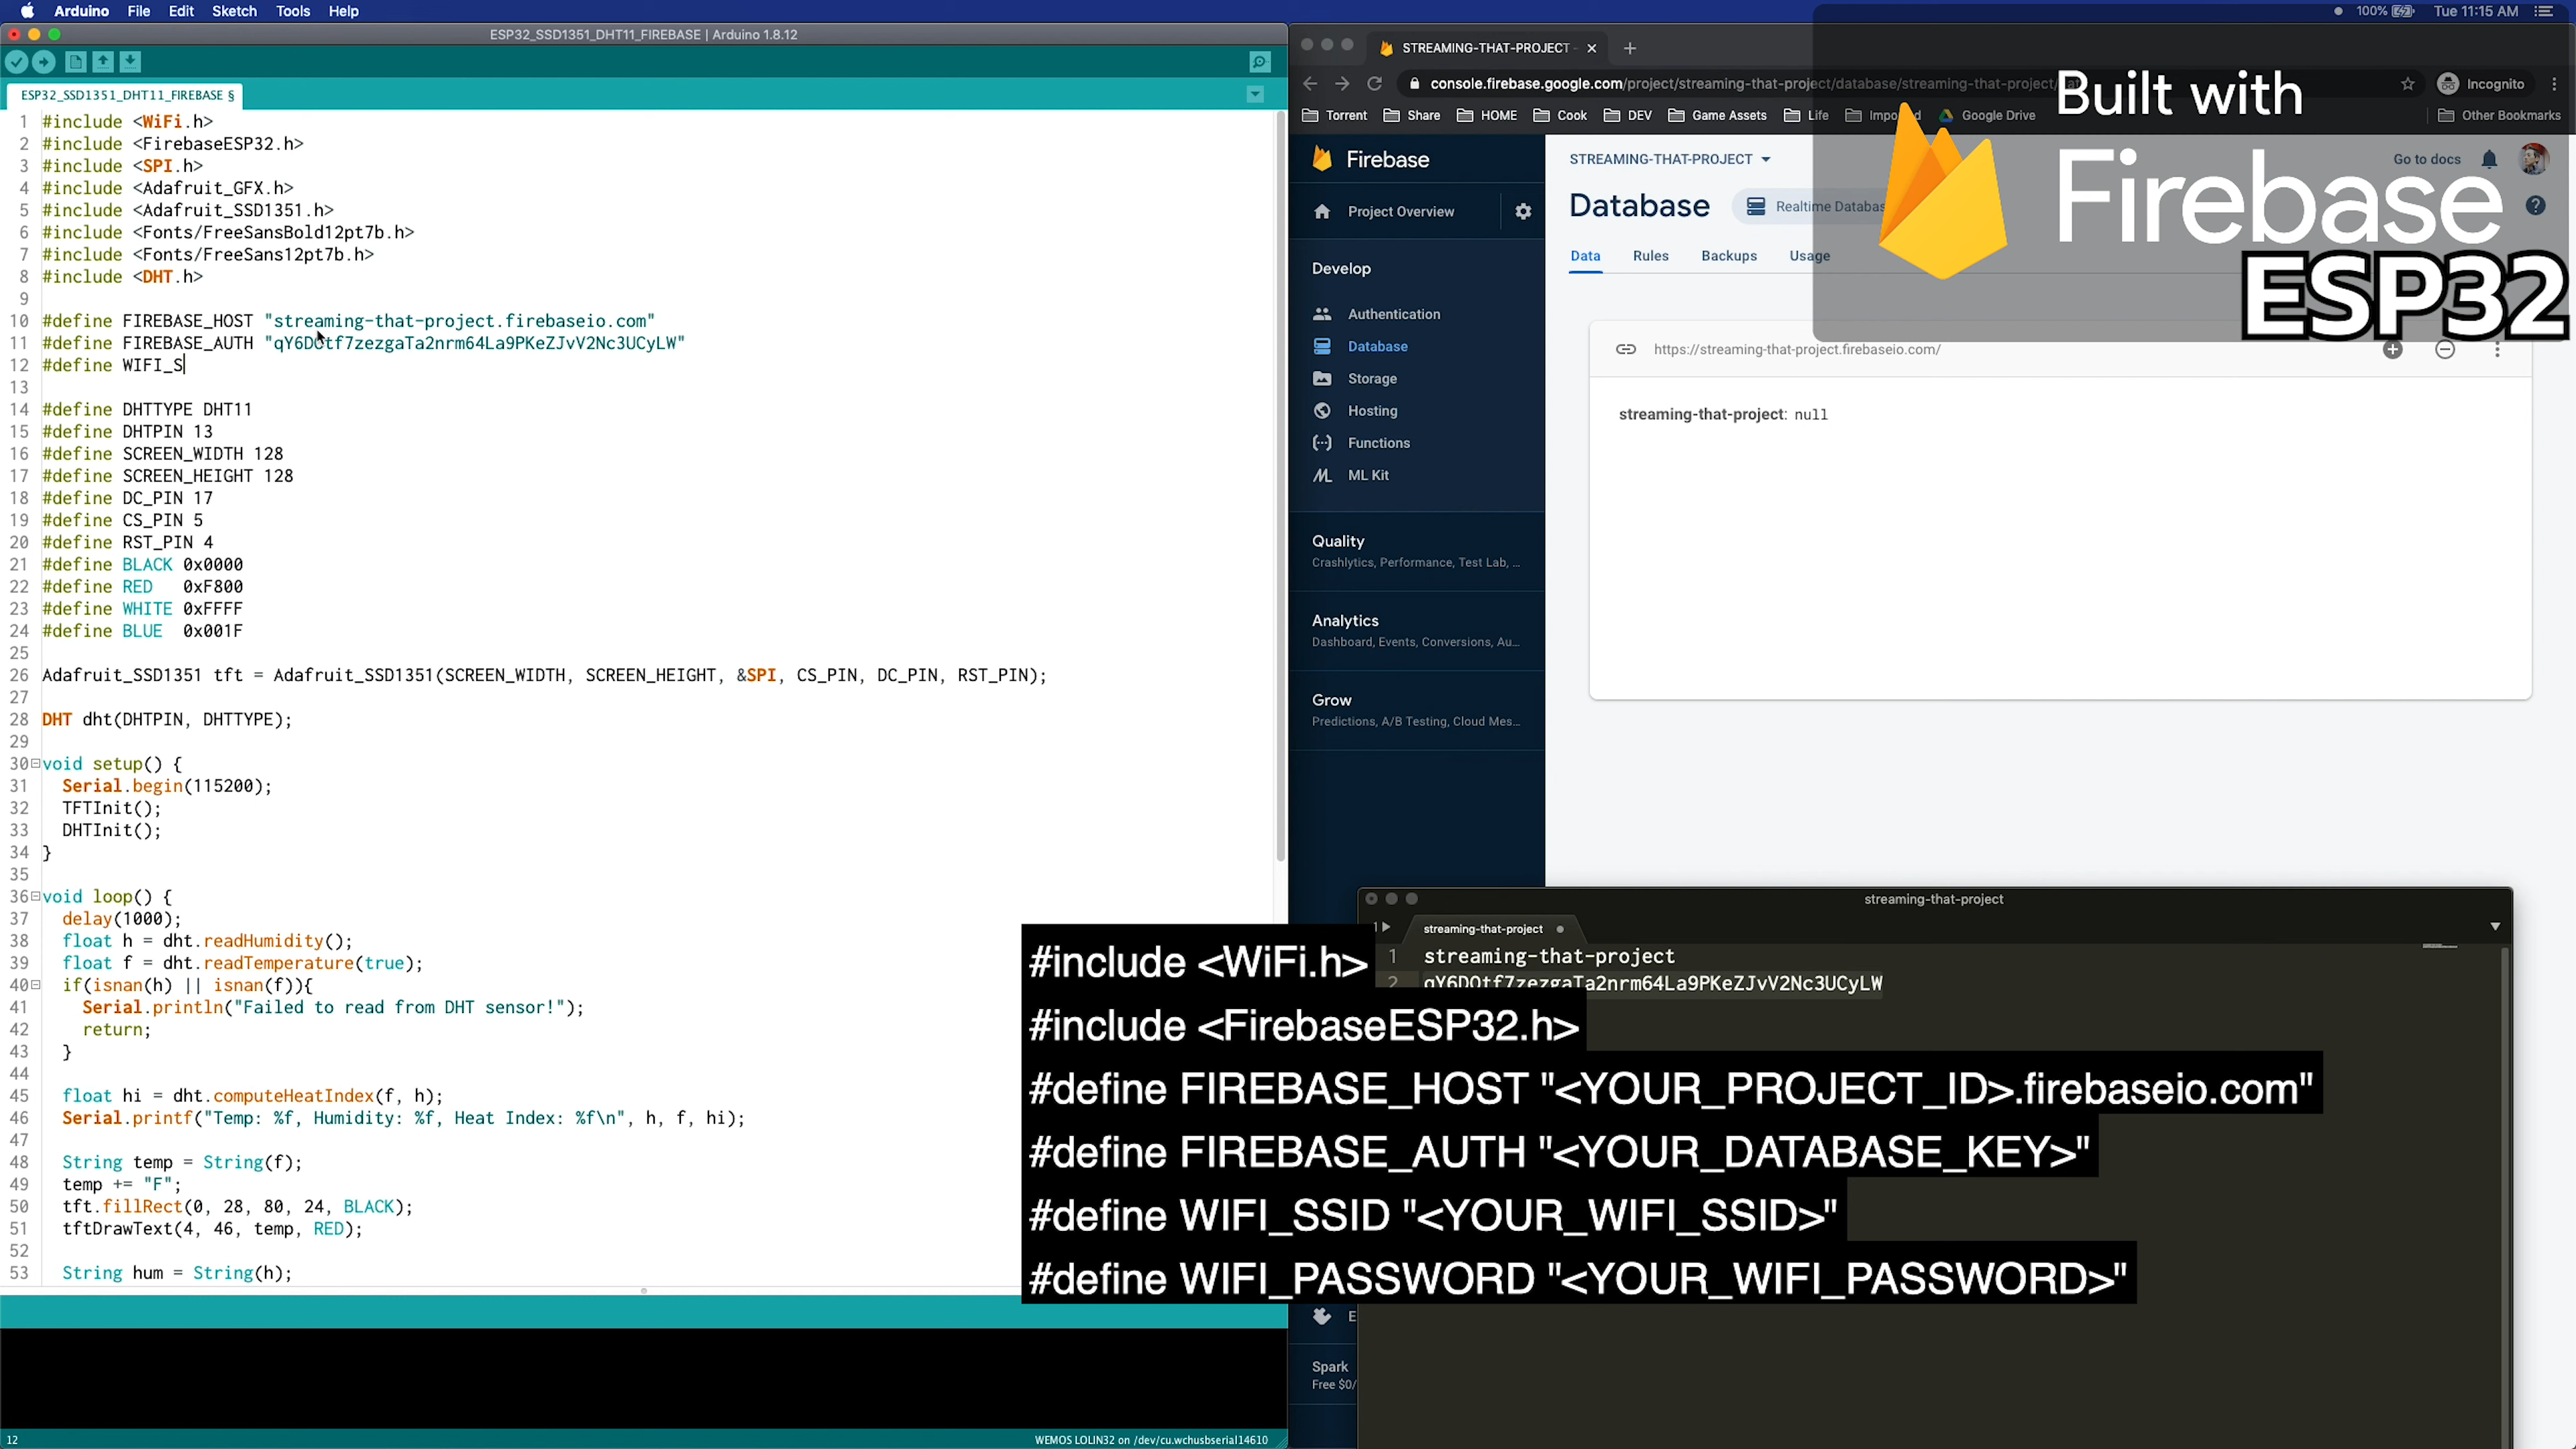 Arduino File Edit Sketch Tools Help
100% Tue 11:15 AM
ESP32_SSD1351_DHT11_FIREBASE | Arduino 1.8.12
ESP32_SSD1351_DHT11_FIREBASE §
1 #include <WiFi.h>
2 #include <FirebaseESP32.h>
3 #include <SPI.h>
4 #include <Adafruit_GFX.h>
5 #include <Adafruit_SSD1351.h>
6 #include <Fonts/FreeSansBold12pt7b.h>
7 #include <Fonts/FreeSans12pt7b.h>
8 #include <DHT.h>
9
10 #define FIREBASE_HOST "streaming-that-project.firebaseio.com"
11 #define FIREBASE_AUTH "qY6DOtf7zezgaTa2nrm64La9PKeZJvV2Nc3UCyLW"
12 #define WIFI_S
13
14 #define DHTTYPE DHT11
15 #define DHTPIN 13
16 #define SCREEN_WIDTH 128
17 #define SCREEN_HEIGHT 128
18 #define DC_PIN 17
19 #define CS_PIN 5
20 #define RST_PIN 4
21 #define BLACK 0x0000
22 #define RED 0xF800
23 #define WHITE 0xFFFF
24 #define BLUE 0x001F
25
26 Adafruit_SSD1351 tft = Adafruit_SSD1351(SCREEN_WIDTH, SCREEN_HEIGHT, &SPI, CS_PIN, DC_PIN, RST_PIN);
27
28 DHT dht(DHTPIN, DHTTYPE);
29
30 void setup() {
31 Serial.begin(115200);
32 TFTInit();
33 DHTInit();
34 }
35
36 void loop() {
37 delay(1000);
38 float h = dht.readHumidity();
39 float f = dht.readTemperature(true);
40 if(isnan(h) || isnan(f)){
41 Serial.println("Failed to read from DHT sensor!");
42 return;
43 }
44
45 float hi = dht.computeHeatIndex(f, h);
46 Serial.printf("Temp: %f, Humidity: %f, Heat Index: %f\n", h, f, hi);
47
48 String temp = String(f);
49 temp += "F";
50 tft.fillRect(0, 28, 80, 24, BLACK);
51 tftDrawText(4, 46, temp, RED);
52
53 String hum = String(h);
12
WEMOS LOLIN32 on /dev/cu.wchusbserial14610
STREAMING-THAT-PROJECT
console.firebase.google.com/project/streaming-that-project/database/streaming-that-project/
Incognito
Torrent Share HOME Cook DEV Game Assets Life Google Drive Other Bookmarks
Built with
Firebase
ESP32
Firebase
Project Overview
Develop
Authentication
Database
Storage
Hosting
Functions
ML Kit
Quality
Crashlytics, Performance, Test Lab, ...
Analytics
Dashboard, Events, Conversions, Au...
Grow
Predictions, A/B Testing, Cloud Mes...
E
Spark
Free $0/
STREAMING-THAT-PROJECT
Go to docs
Database
Realtime Databas
Data Rules Backups Usage
https://streaming-that-project.firebaseio.com/
streaming-that-project: null
streaming-that-project
streaming-that-project
1 streaming-that-project
2 qY6DOtf7zezgaTa2nrm64La9PKeZJvV2Nc3UCyLW
#include <WiFi.h>
#include <FirebaseESP32.h>
#define FIREBASE_HOST "<YOUR_PROJECT_ID>.firebaseio.com"
#define FIREBASE_AUTH "<YOUR_DATABASE_KEY>"
#define WIFI_SSID "<YOUR_WIFI_SSID>"
#define WIFI_PASSWORD "<YOUR_WIFI_PASSWORD>"